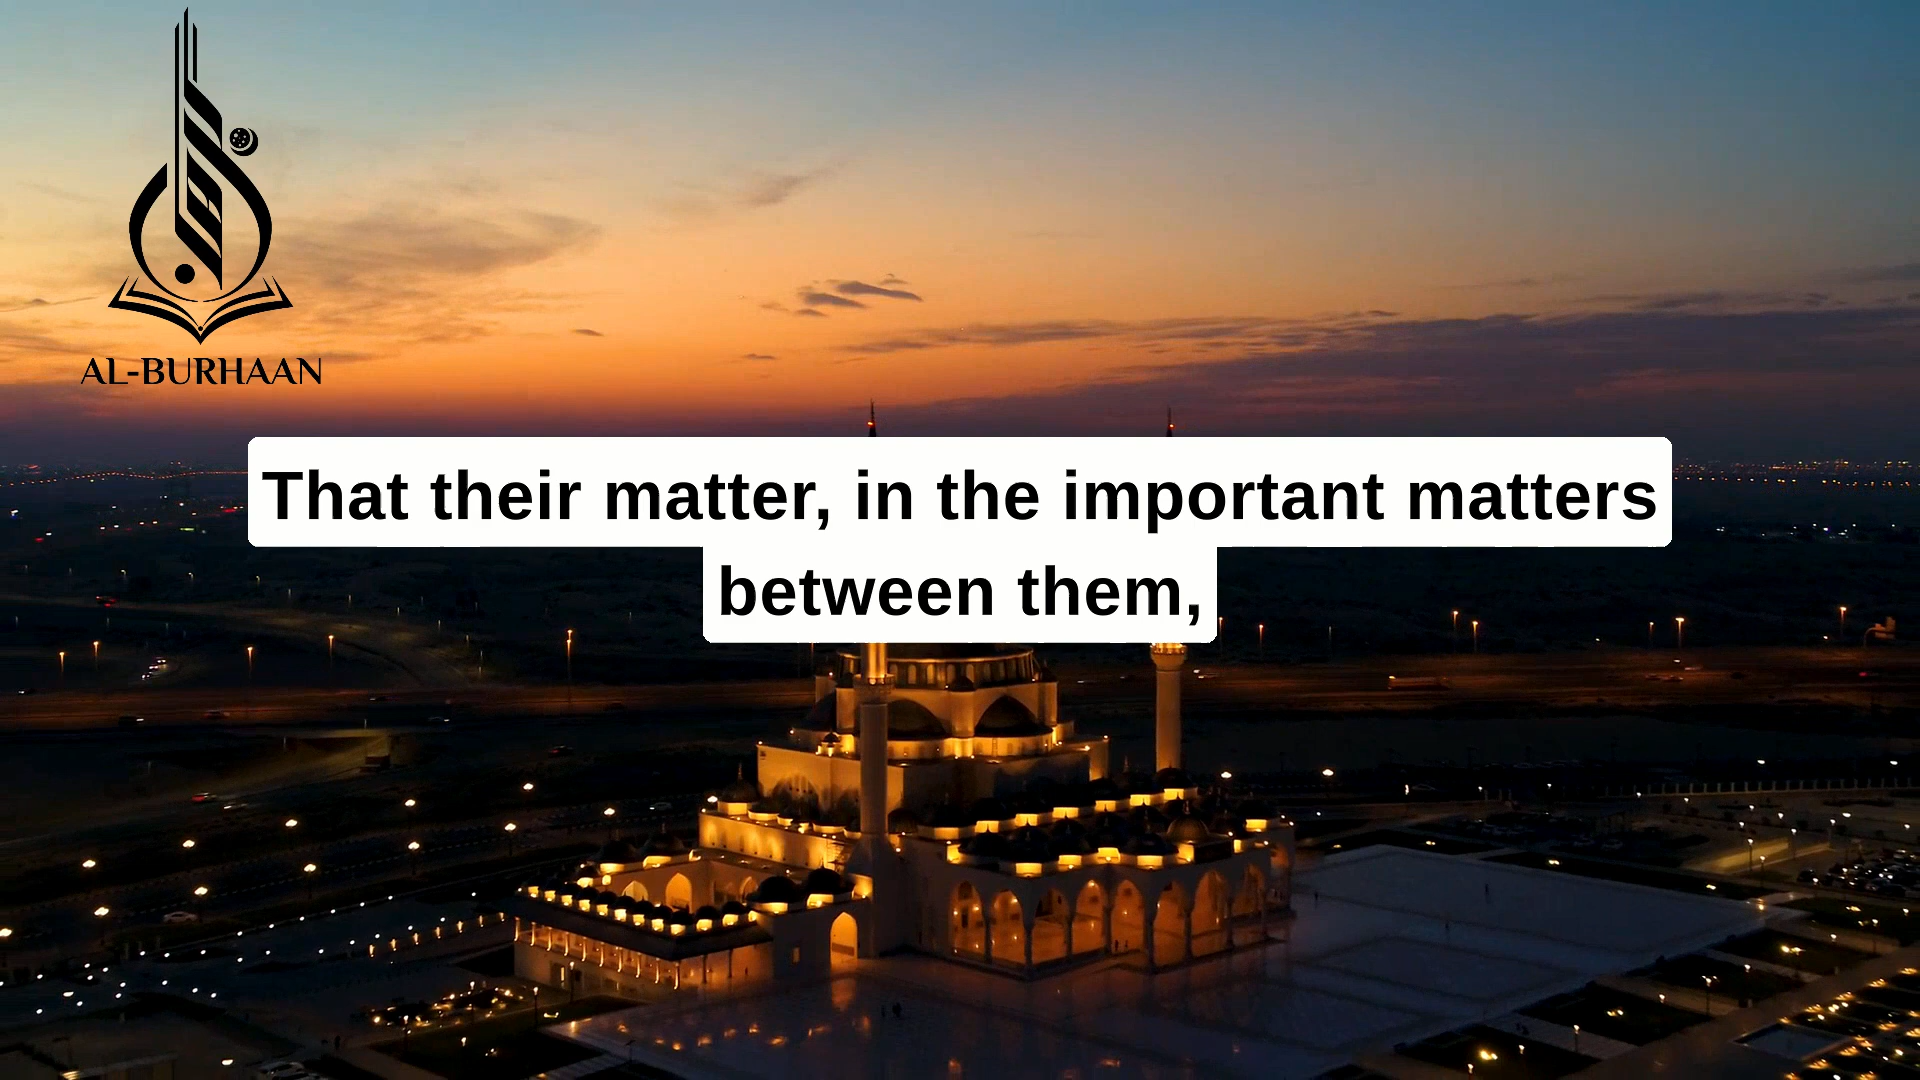 AL-BURHAAN
That their matter, in the important matters
between them,